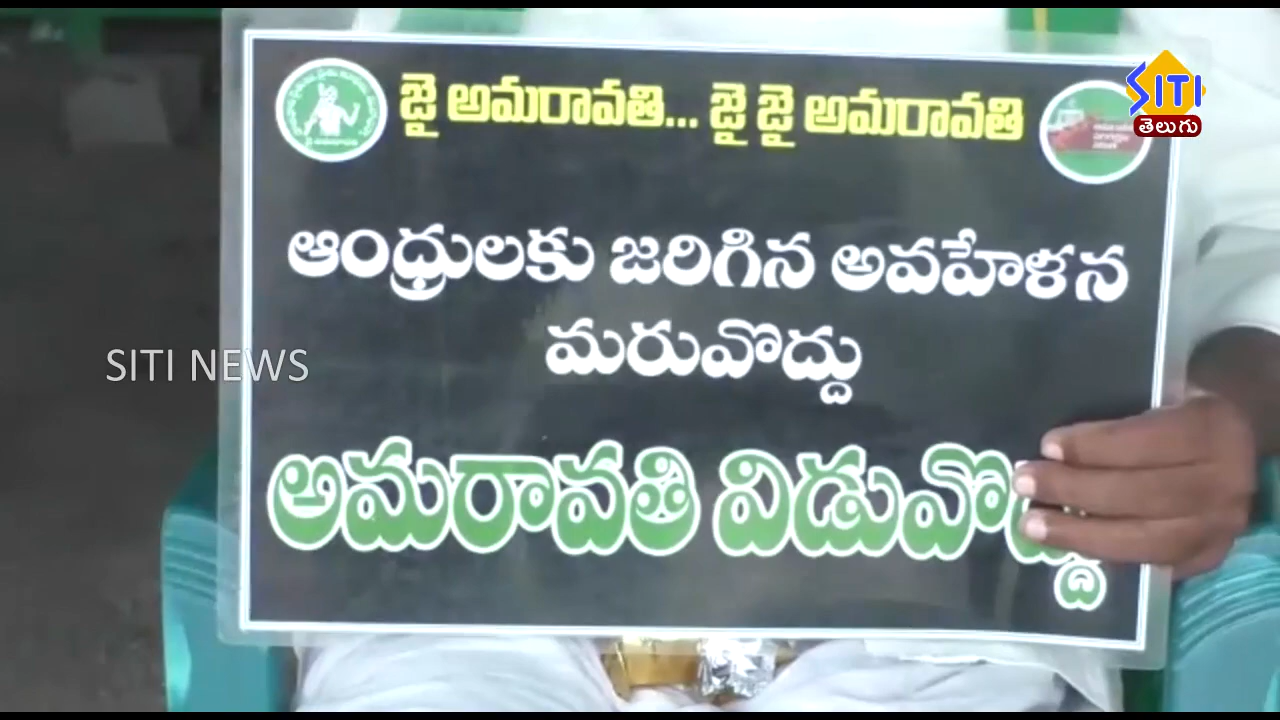 జై అమరావతి... జై జై అమరావతి
SITI
తెలుగు
ఆంధ్రులకు జరిగిన అవహేళన
మరువొద్దు
SITI NEWS
అమరావతి విడువొద్దు